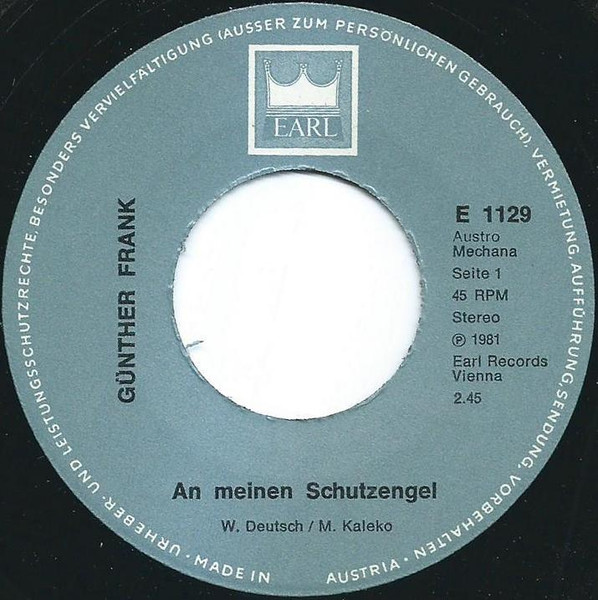 EARL
GÜNTHER FRANK
E 1129
Austro
Mechana
Seite 1
45 RPM
Stereo
Ⓟ 1981
Earl Records
Vienna
2.45
An meinen Schutzengel
W. Deutsch / M. Kaleko
URHEBER- UND LEISTUNGSSCHUTZRECHTE, BESONDERS VERVIELFÄLTIGUNG (AUSSER ZUM PERSÖNLICHEN GEBRAUCH), VERMIETUNG, AUFFÜHRUNG, SENDUNG, VORBEHALTEN · MADE IN AUSTRIA ·